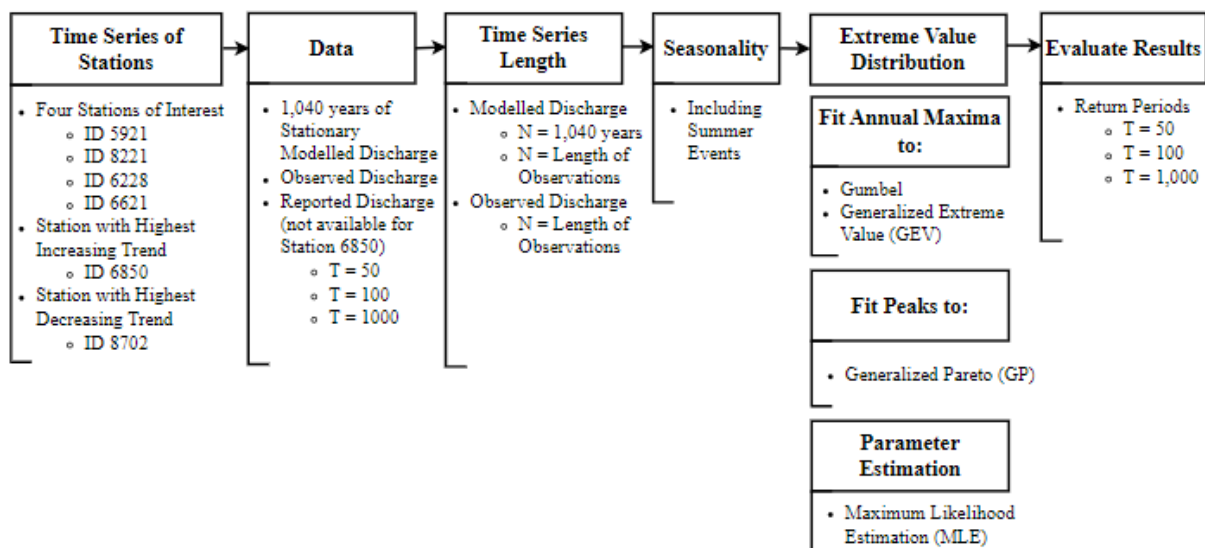 Time Series of
Stations
• Four Stations of Interest
◦ ID 5921
◦ ID 8221
◦ ID 6228
◦ ID 6621
• Station with Highest
Increasing Trend
◦ ID 6850
• Station with Highest
Decreasing Trend
◦ ID 8702
Data
• 1,040 years of
Stationary
Modelled Discharge
• Observed Discharge
• Reported Discharge
(not available for
Station 6850)
◦ T = 50
◦ T = 100
◦ T = 1000
Time Series
Length
• Modelled Discharge
◦ N = 1,040 years
◦ N = Length of
Observations
• Observed Discharge
◦ N = Length of
Observations
Seasonality
• Including
Summer
Events
Extreme Value
Distribution
Fit Annual Maxima
to:
• Gumbel
• Generalized Extreme
Value (GEV)
Fit Peaks to:
• Generalized Pareto (GP)
Parameter
Estimation
• Maximum Likelihood
Estimation (MLE)
Evaluate Results
• Return Periods
◦ T = 50
◦ T = 100
◦ T = 1,000